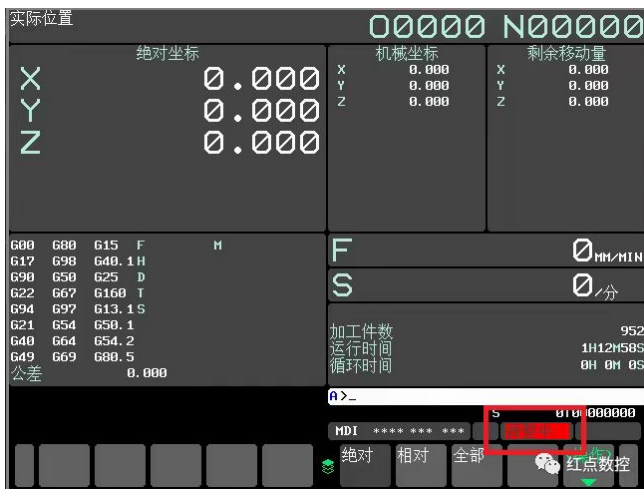 实际位置 O0000 N00000
绝对坐标
X 0.000
Y 0.000
Z 0.000
机械坐标
X 0.000
Y 0.000
Z 0.000
剩余移动量
X 0.000
Y 0.000
Z 0.000
G00 G80 G15 F M
G17 G98 G40.1 H
G90 G50 G25 D
G22 G67 G160 T
G94 G97 G13.1 S
G21 G54 G50.1
G40 G64 G54.2
G49 G69 G80.5
公差 0.000
F 0 MM/MIN
S 0 /分
加工件数 952
运行时间 1H12M58S
循环时间 0H 0M 0S
A>_
S 0T00000000
MDI **** *** ***
绝对 相对 全部
红点数控